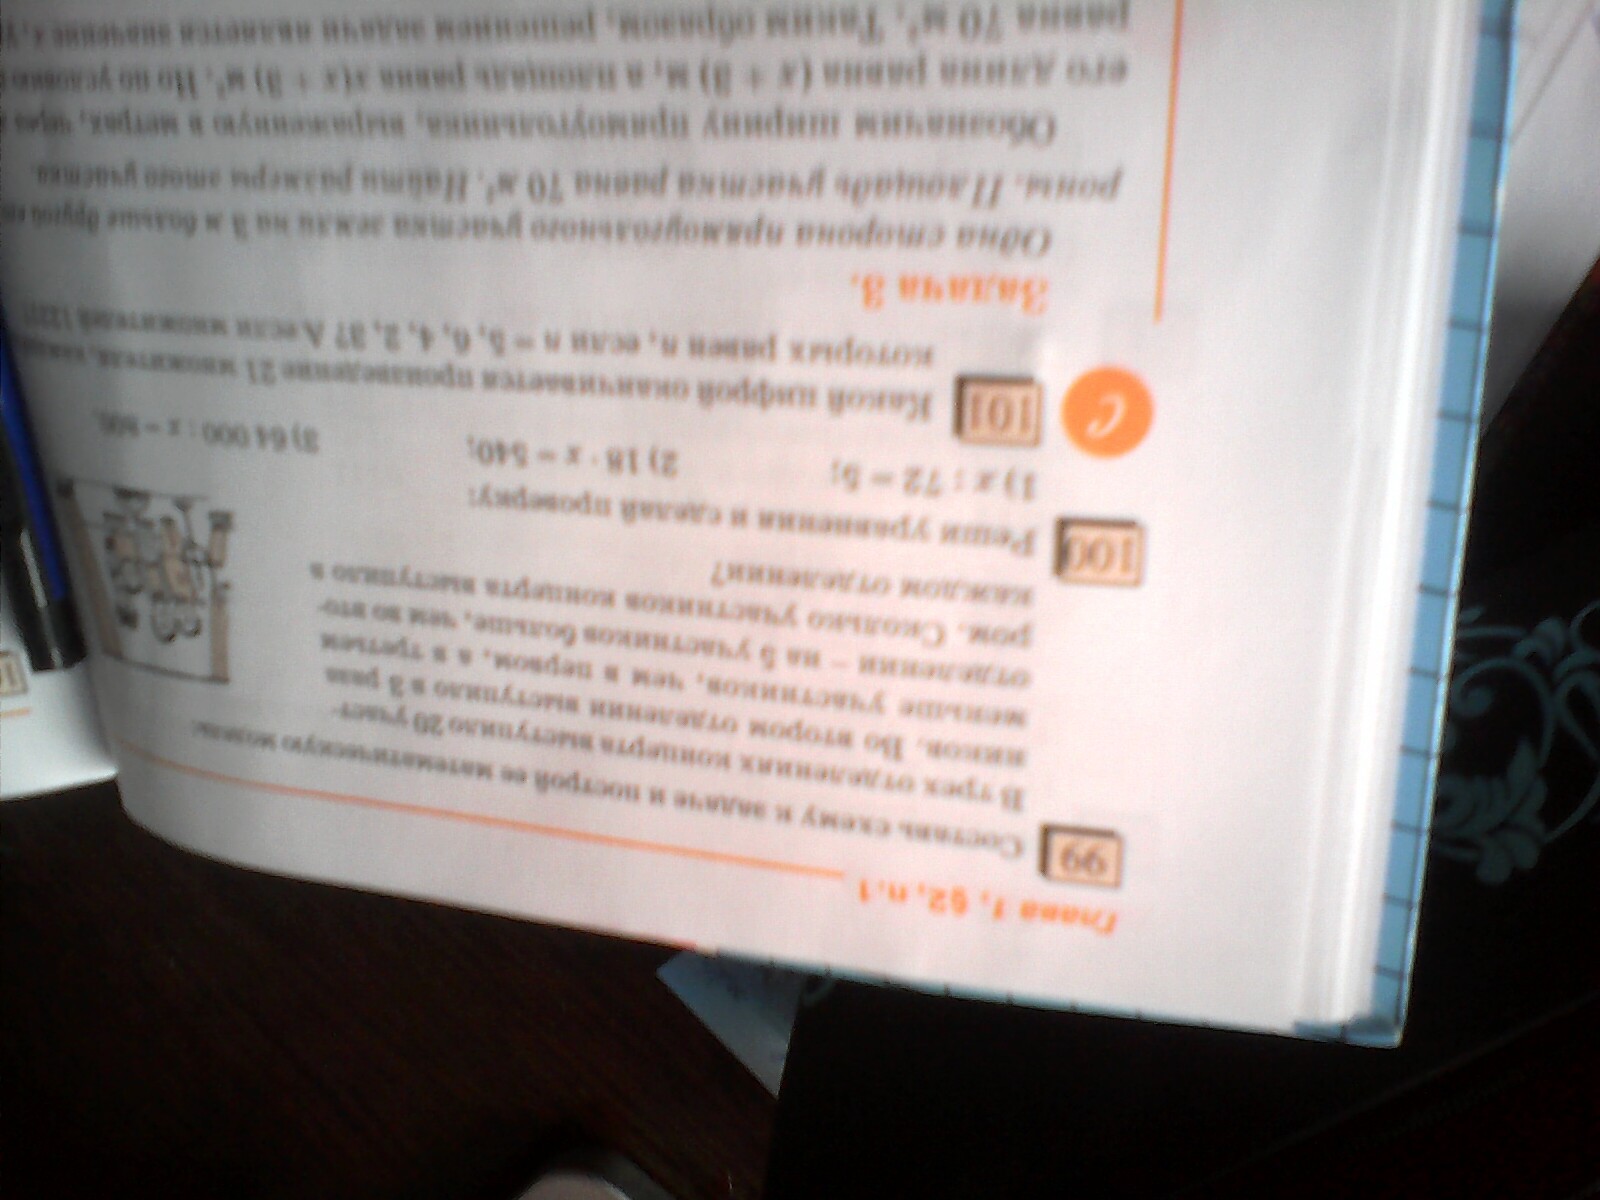 Глава 1, §2, п.1
99 Составь схему к задаче и построй ее математическую модель:
В трех отделениях концерта выступило 20 участ-
ников. Во втором отделении выступило в 3 раза
меньше участников, чем в первом, а в третьем
отделении – на 5 участников больше, чем во вто-
ром. Сколько участников концерта выступило в
каждом отделении?
100 Реши уравнения и сделай проверку:
1) x : 72 = 9; 2) 18 · x = 540; 3) 64 000 : x = 800.
С 101 Какой цифрой оканчивается произведение 21 множителя, каждый
которых равен n, если n = 5, 6, 4, 2, 3? А если множителей
Задача 3.
Одна сторона прямоугольного участка земли на 3 м больше другой
роны. Площадь участка равна 70 м². Найти размеры этого участка.
Обозначим ширину прямоугольника, выраженную в метрах, через
его длина равна (x + 3) м, а площадь равна x(x + 3) м². Но по условию
равна 70 м². Таким образом, решением задачи является значение x,